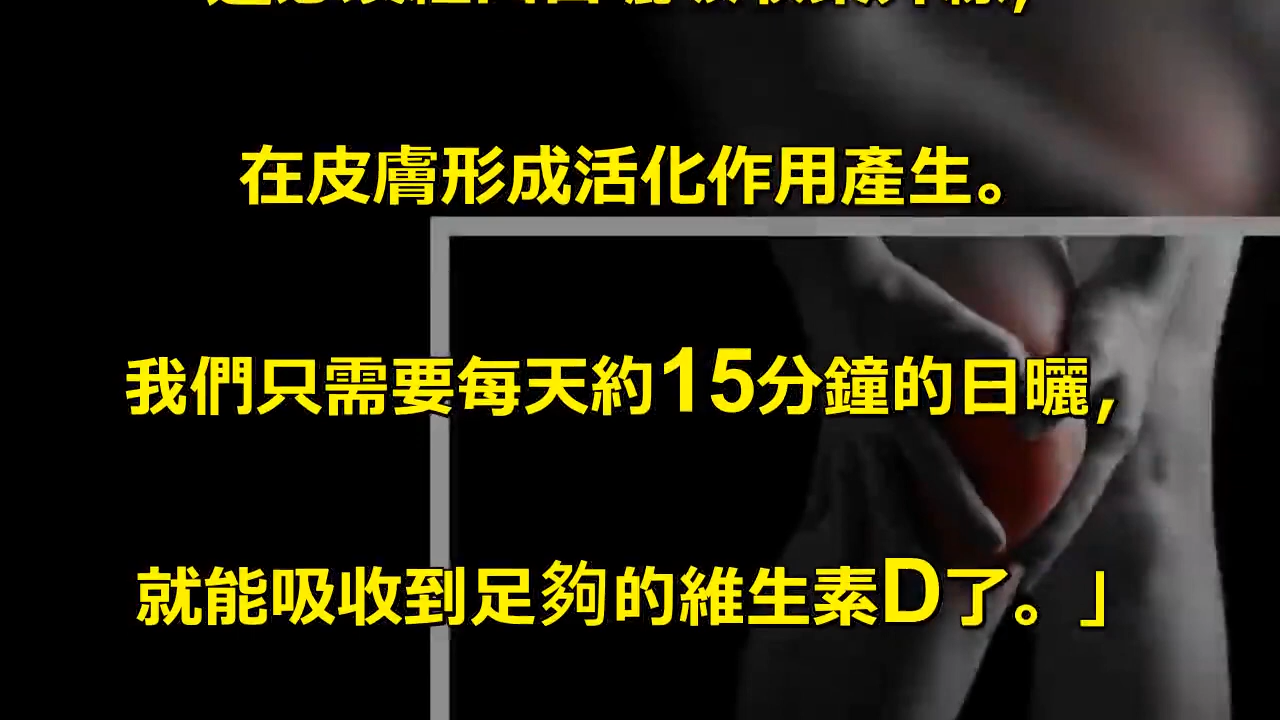 在皮膚形成活化作用產生。
我們只需要每天約15分鐘的日曬，
就能吸收到足夠的維生素D了。」